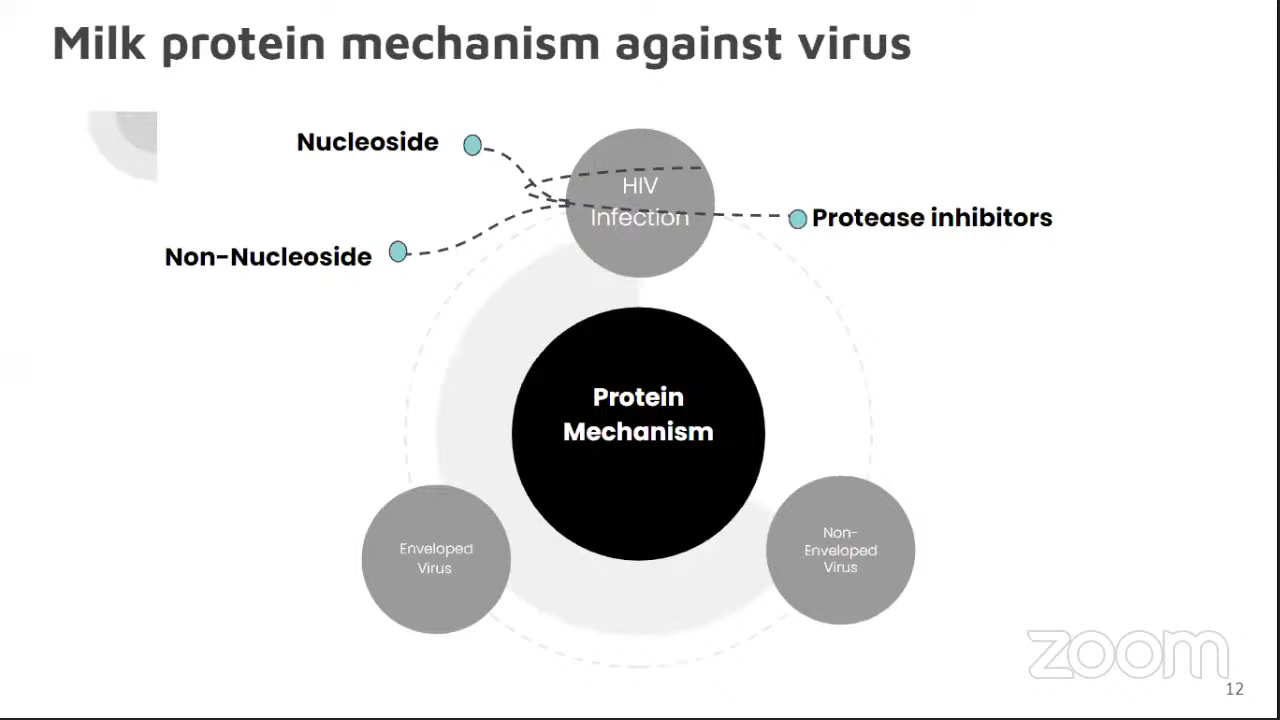 Milk protein mechanism against virus
Nucleoside
HIV
Infection
Protease inhibitors
Non-Nucleoside
Protein
Mechanism
Enveloped
Virus
Non-
Enveloped
Virus
zoom
12